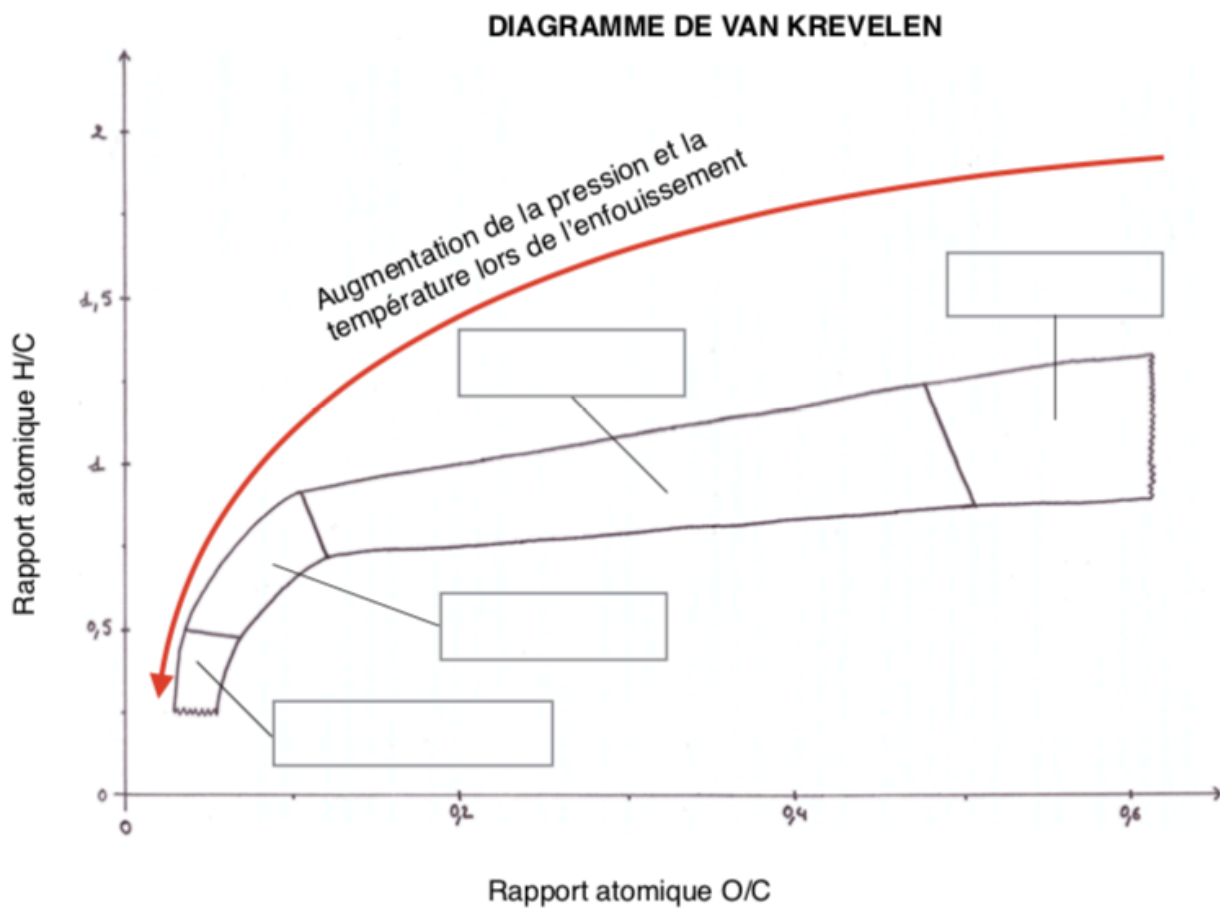 DIAGRAMME DE VAN KREVELEN
Augmentation de la pression et la
température lors de l'enfouissement
Rapport atomique H/C
2
1,5
1
0,5
0
0
0,2
0,4
0,6
Rapport atomique O/C